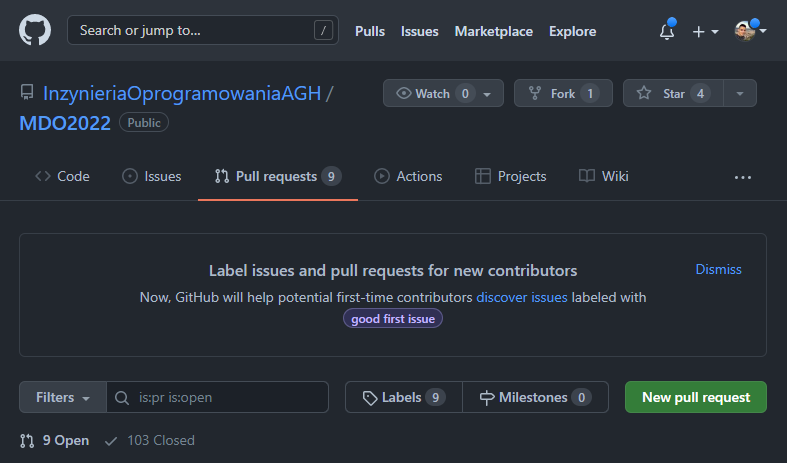 Search or jump to... /
Pulls Issues Marketplace Explore
InzynieriaOprogramowaniaAGH /
MDO2022 Public
Watch 0 Fork 1 Star 4
Code Issues Pull requests 9 Actions Projects Wiki ...
Label issues and pull requests for new contributors
Dismiss
Now, GitHub will help potential first-time contributors discover issues labeled with
good first issue
Filters is:pr is:open Labels 9 Milestones 0 New pull request
9 Open 103 Closed